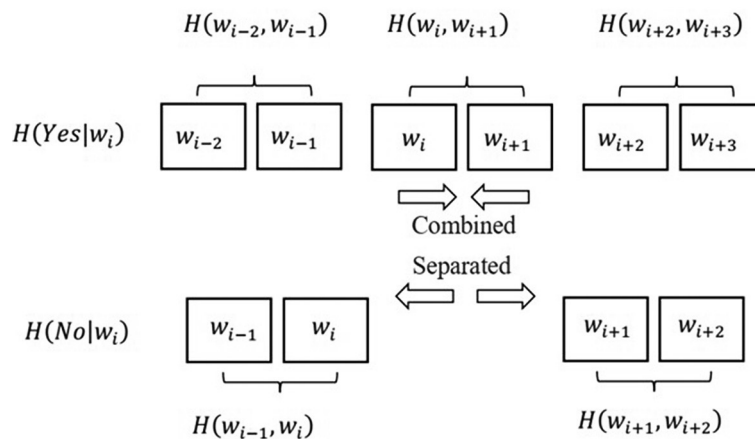 H(w_{i-2}, w_{i-1}) H(w_i, w_{i+1}) H(w_{i+2}, w_{i+3})
H(Yes|w_i) w_{i-2} w_{i-1} w_i w_{i+1} w_{i+2} w_{i+3}
Combined
Separated
H(No|w_i) w_{i-1} w_i w_{i+1} w_{i+2}
H(w_{i-1}, w_i) H(w_{i+1}, w_{i+2})